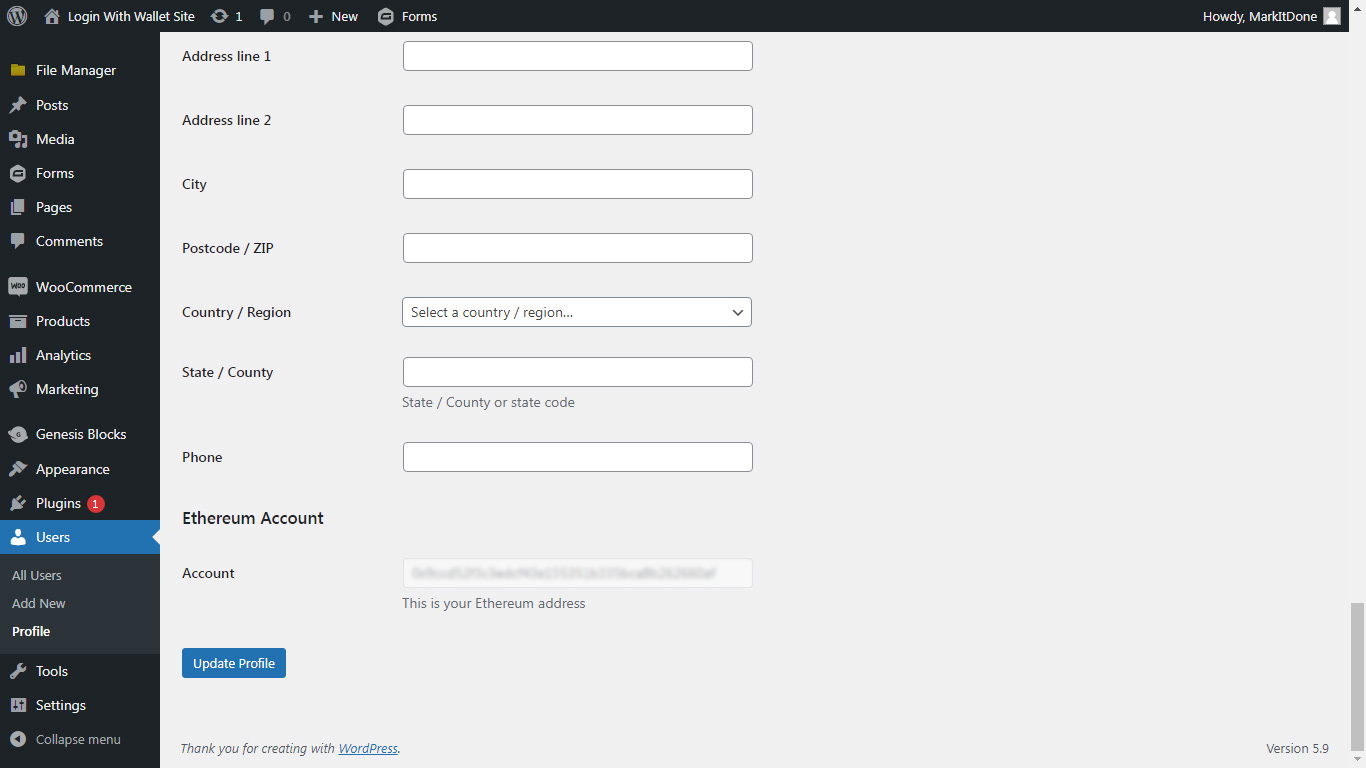 Login With Wallet Site 1 0 New Forms Howdy, MarkItDone
File Manager
Posts
Media
Forms
Pages
Comments
WooCommerce
Products
Analytics
Marketing
Genesis Blocks
Appearance
Plugins 1
Users
All Users
Add New
Profile
Tools
Settings
Collapse menu
Address line 1
Address line 2
City
Postcode / ZIP
Country / Region Select a country / region...
State / County
State / County or state code
Phone
Ethereum Account
Account
This is your Ethereum address
Update Profile
Thank you for creating with WordPress. Version 5.9